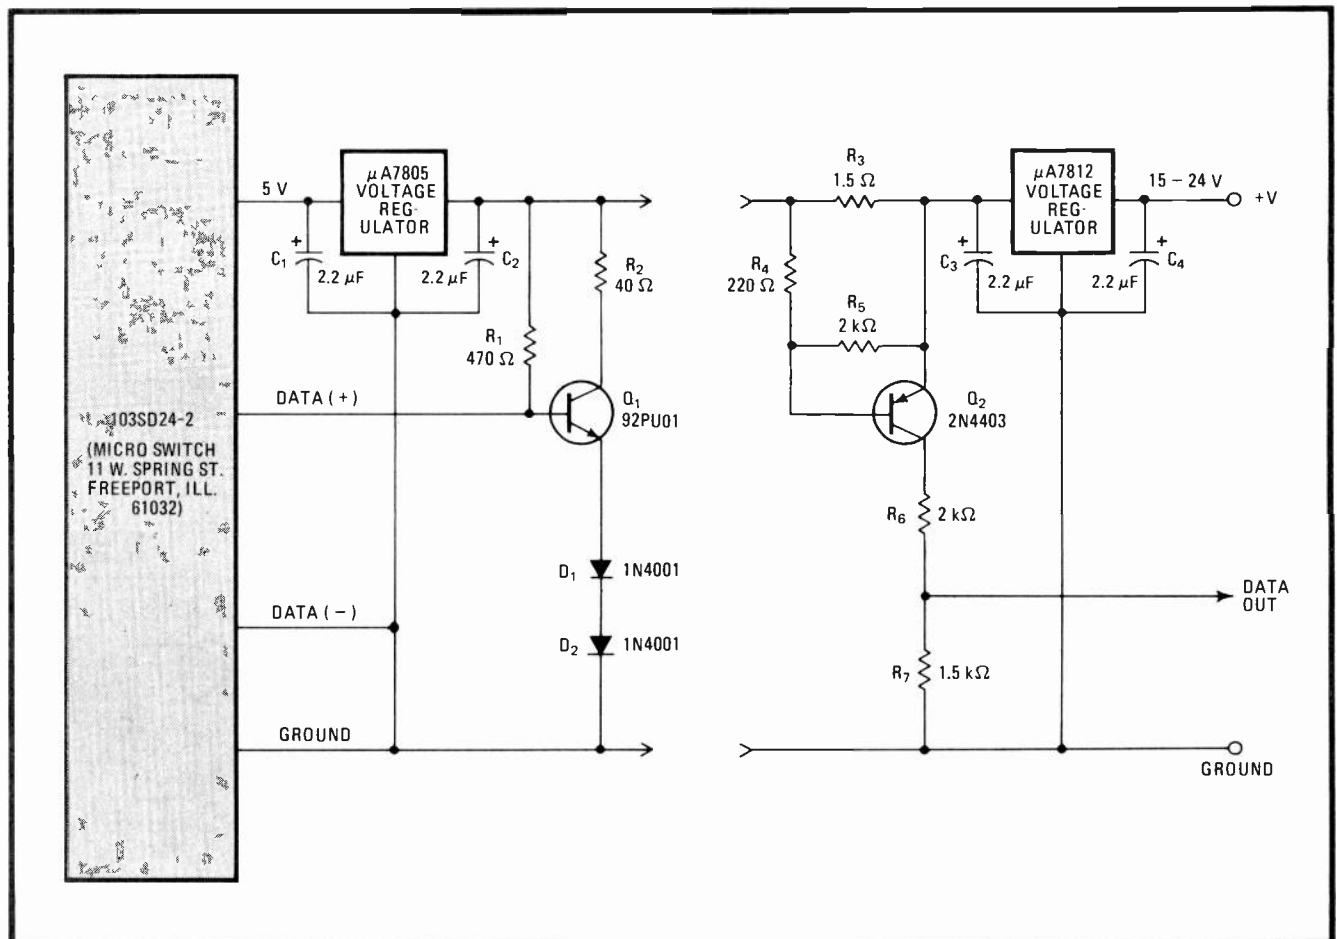 103SD24-2
(MICRO SWITCH
11 W. SPRING ST.
FREEPORT, ILL.
61032)
5 V
μA7805
VOLTAGE
REG-
ULATOR
+
C1
2.2 μF
+
C2
2.2 μF
R1
470 Ω
R2
40 Ω
DATA (+)
Q1
92PU01
D1
1N4001
D2
1N4001
DATA (–)
GROUND
R3
1.5 Ω
R4
220 Ω
R5
2 kΩ
μA7812
VOLTAGE
REG-
ULATOR
15 – 24 V
+V
+
C3
2.2 μF
+
C4
2.2 μF
Q2
2N4403
R6
2 kΩ
DATA
OUT
R7
1.5 kΩ
GROUND